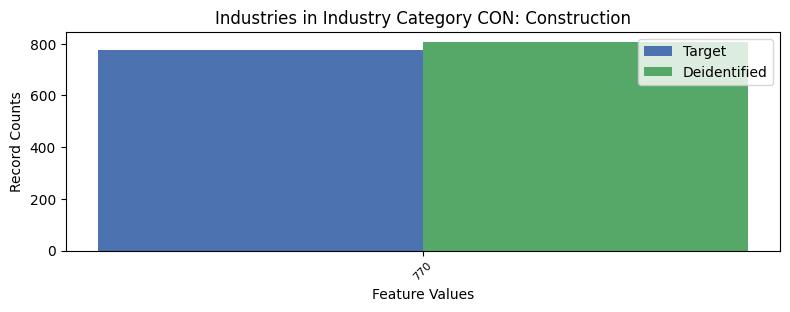 Industries in Industry Category CON: Construction
Target
Deidentified
Record Counts
800
600
400
200
0
770
Feature Values